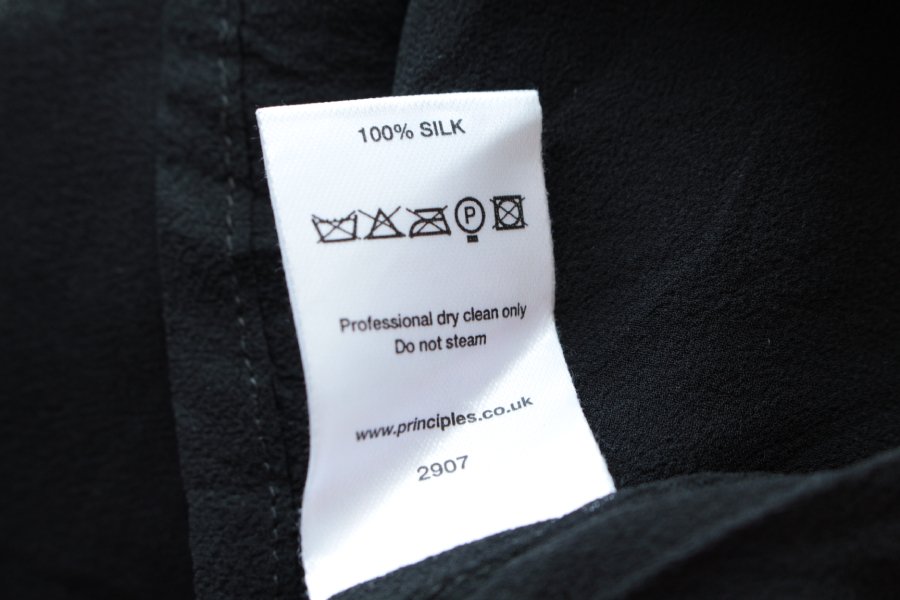 100% SILK
P
Professional dry clean only
Do not steam
www.principles.co.uk
2907